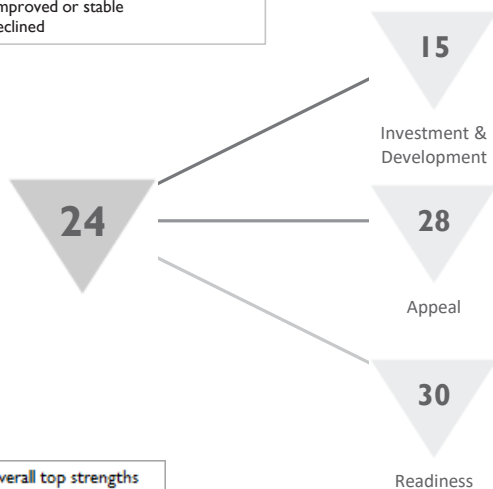 mproved or stable
eclined
15
Investment &
Development
24
28
Appeal
30
verall top strengths
Readiness